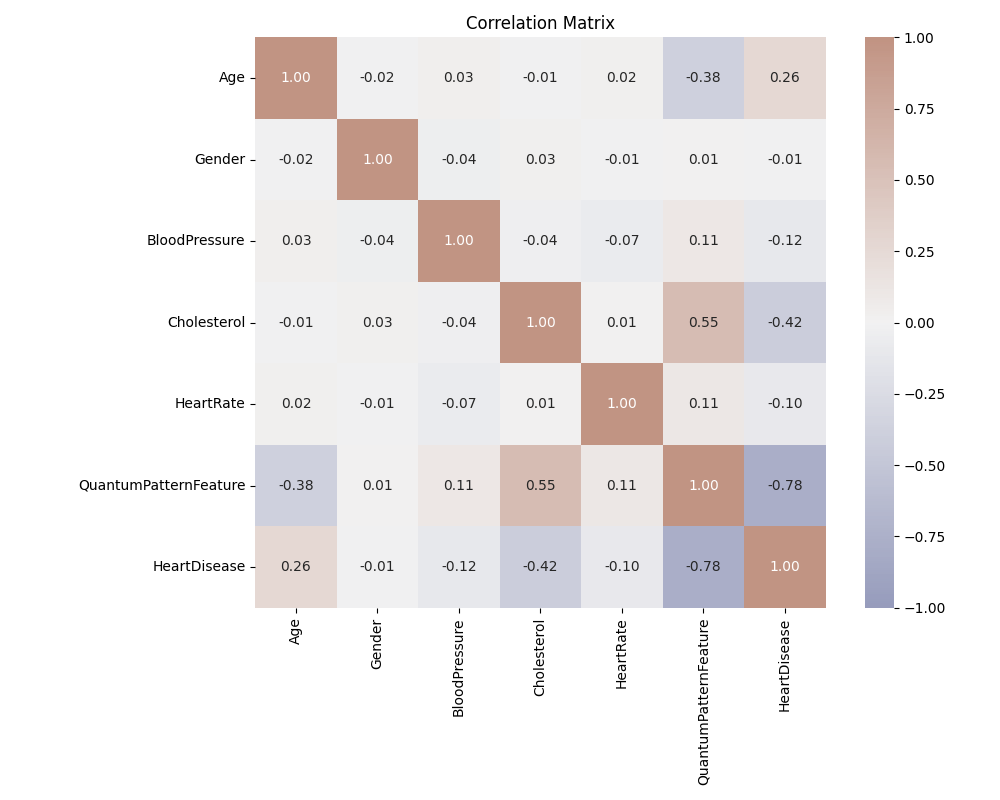 Correlation Matrix
Age 1.00 -0.02 0.03 -0.01 0.02 -0.38 0.26
Gender -0.02 1.00 -0.04 0.03 -0.01 0.01 -0.01
BloodPressure 0.03 -0.04 1.00 -0.04 -0.07 0.11 -0.12
Cholesterol -0.01 0.03 -0.04 1.00 0.01 0.55 -0.42
HeartRate 0.02 -0.01 -0.07 0.01 1.00 0.11 -0.10
QuantumPatternFeature -0.38 0.01 0.11 0.55 0.11 1.00 -0.78
HeartDisease 0.26 -0.01 -0.12 -0.42 -0.10 -0.78 1.00
Age
Gender
BloodPressure
Cholesterol
HeartRate
QuantumPatternFeature
HeartDisease
1.00
0.75
0.50
0.25
0.00
−0.25
−0.50
−0.75
−1.00